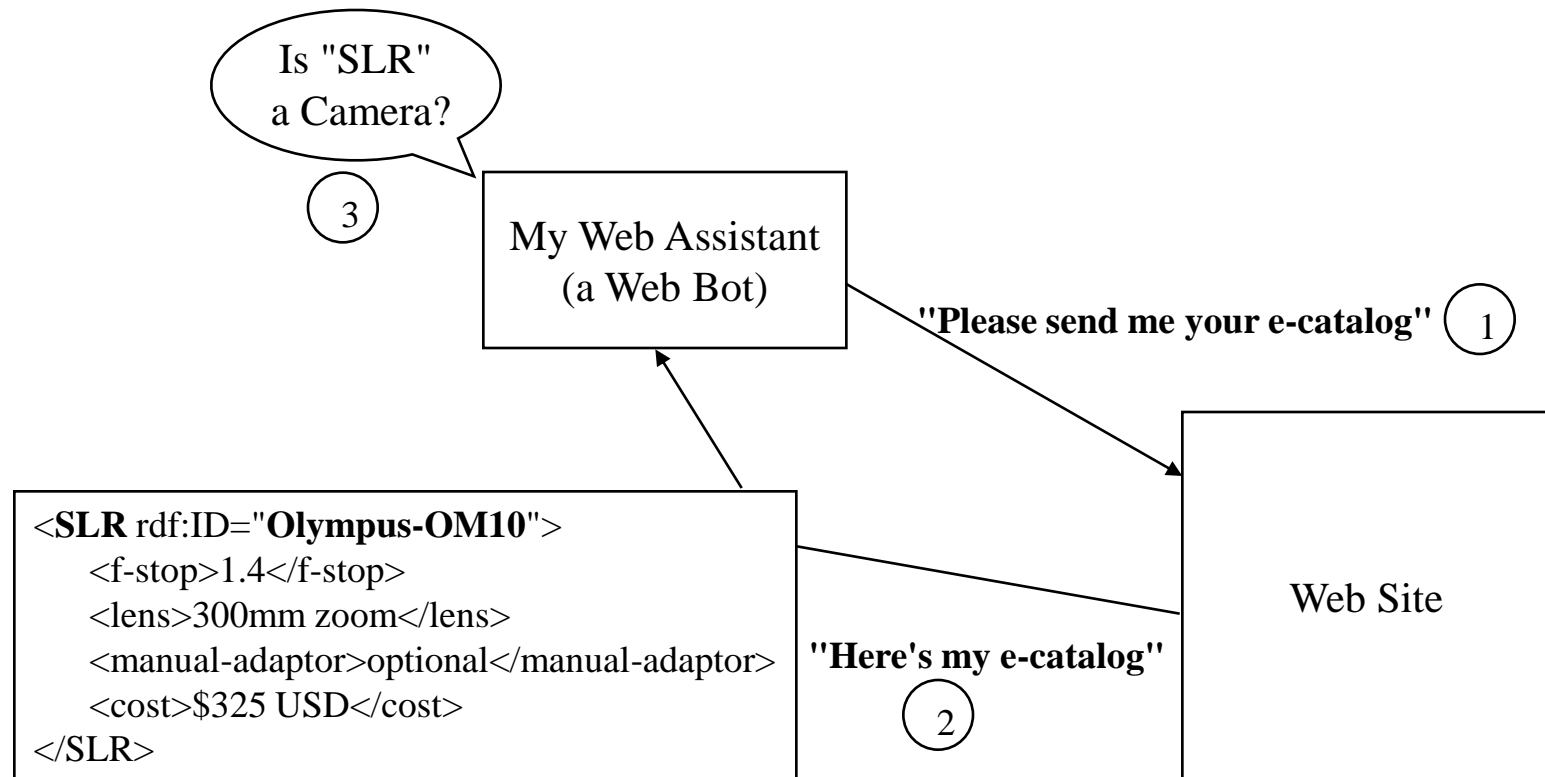 Is "SLR"
a Camera?
3
My Web Assistant
(a Web Bot)
"Please send me your e-catalog"
1
<SLR rdf:ID="Olympus-OM10">
<f-stop>1.4</f-stop>
<lens>300mm zoom</lens>
<manual-adaptor>optional</manual-adaptor>
<cost>$325 USD</cost>
</SLR>
"Here's my e-catalog"
2
Web Site